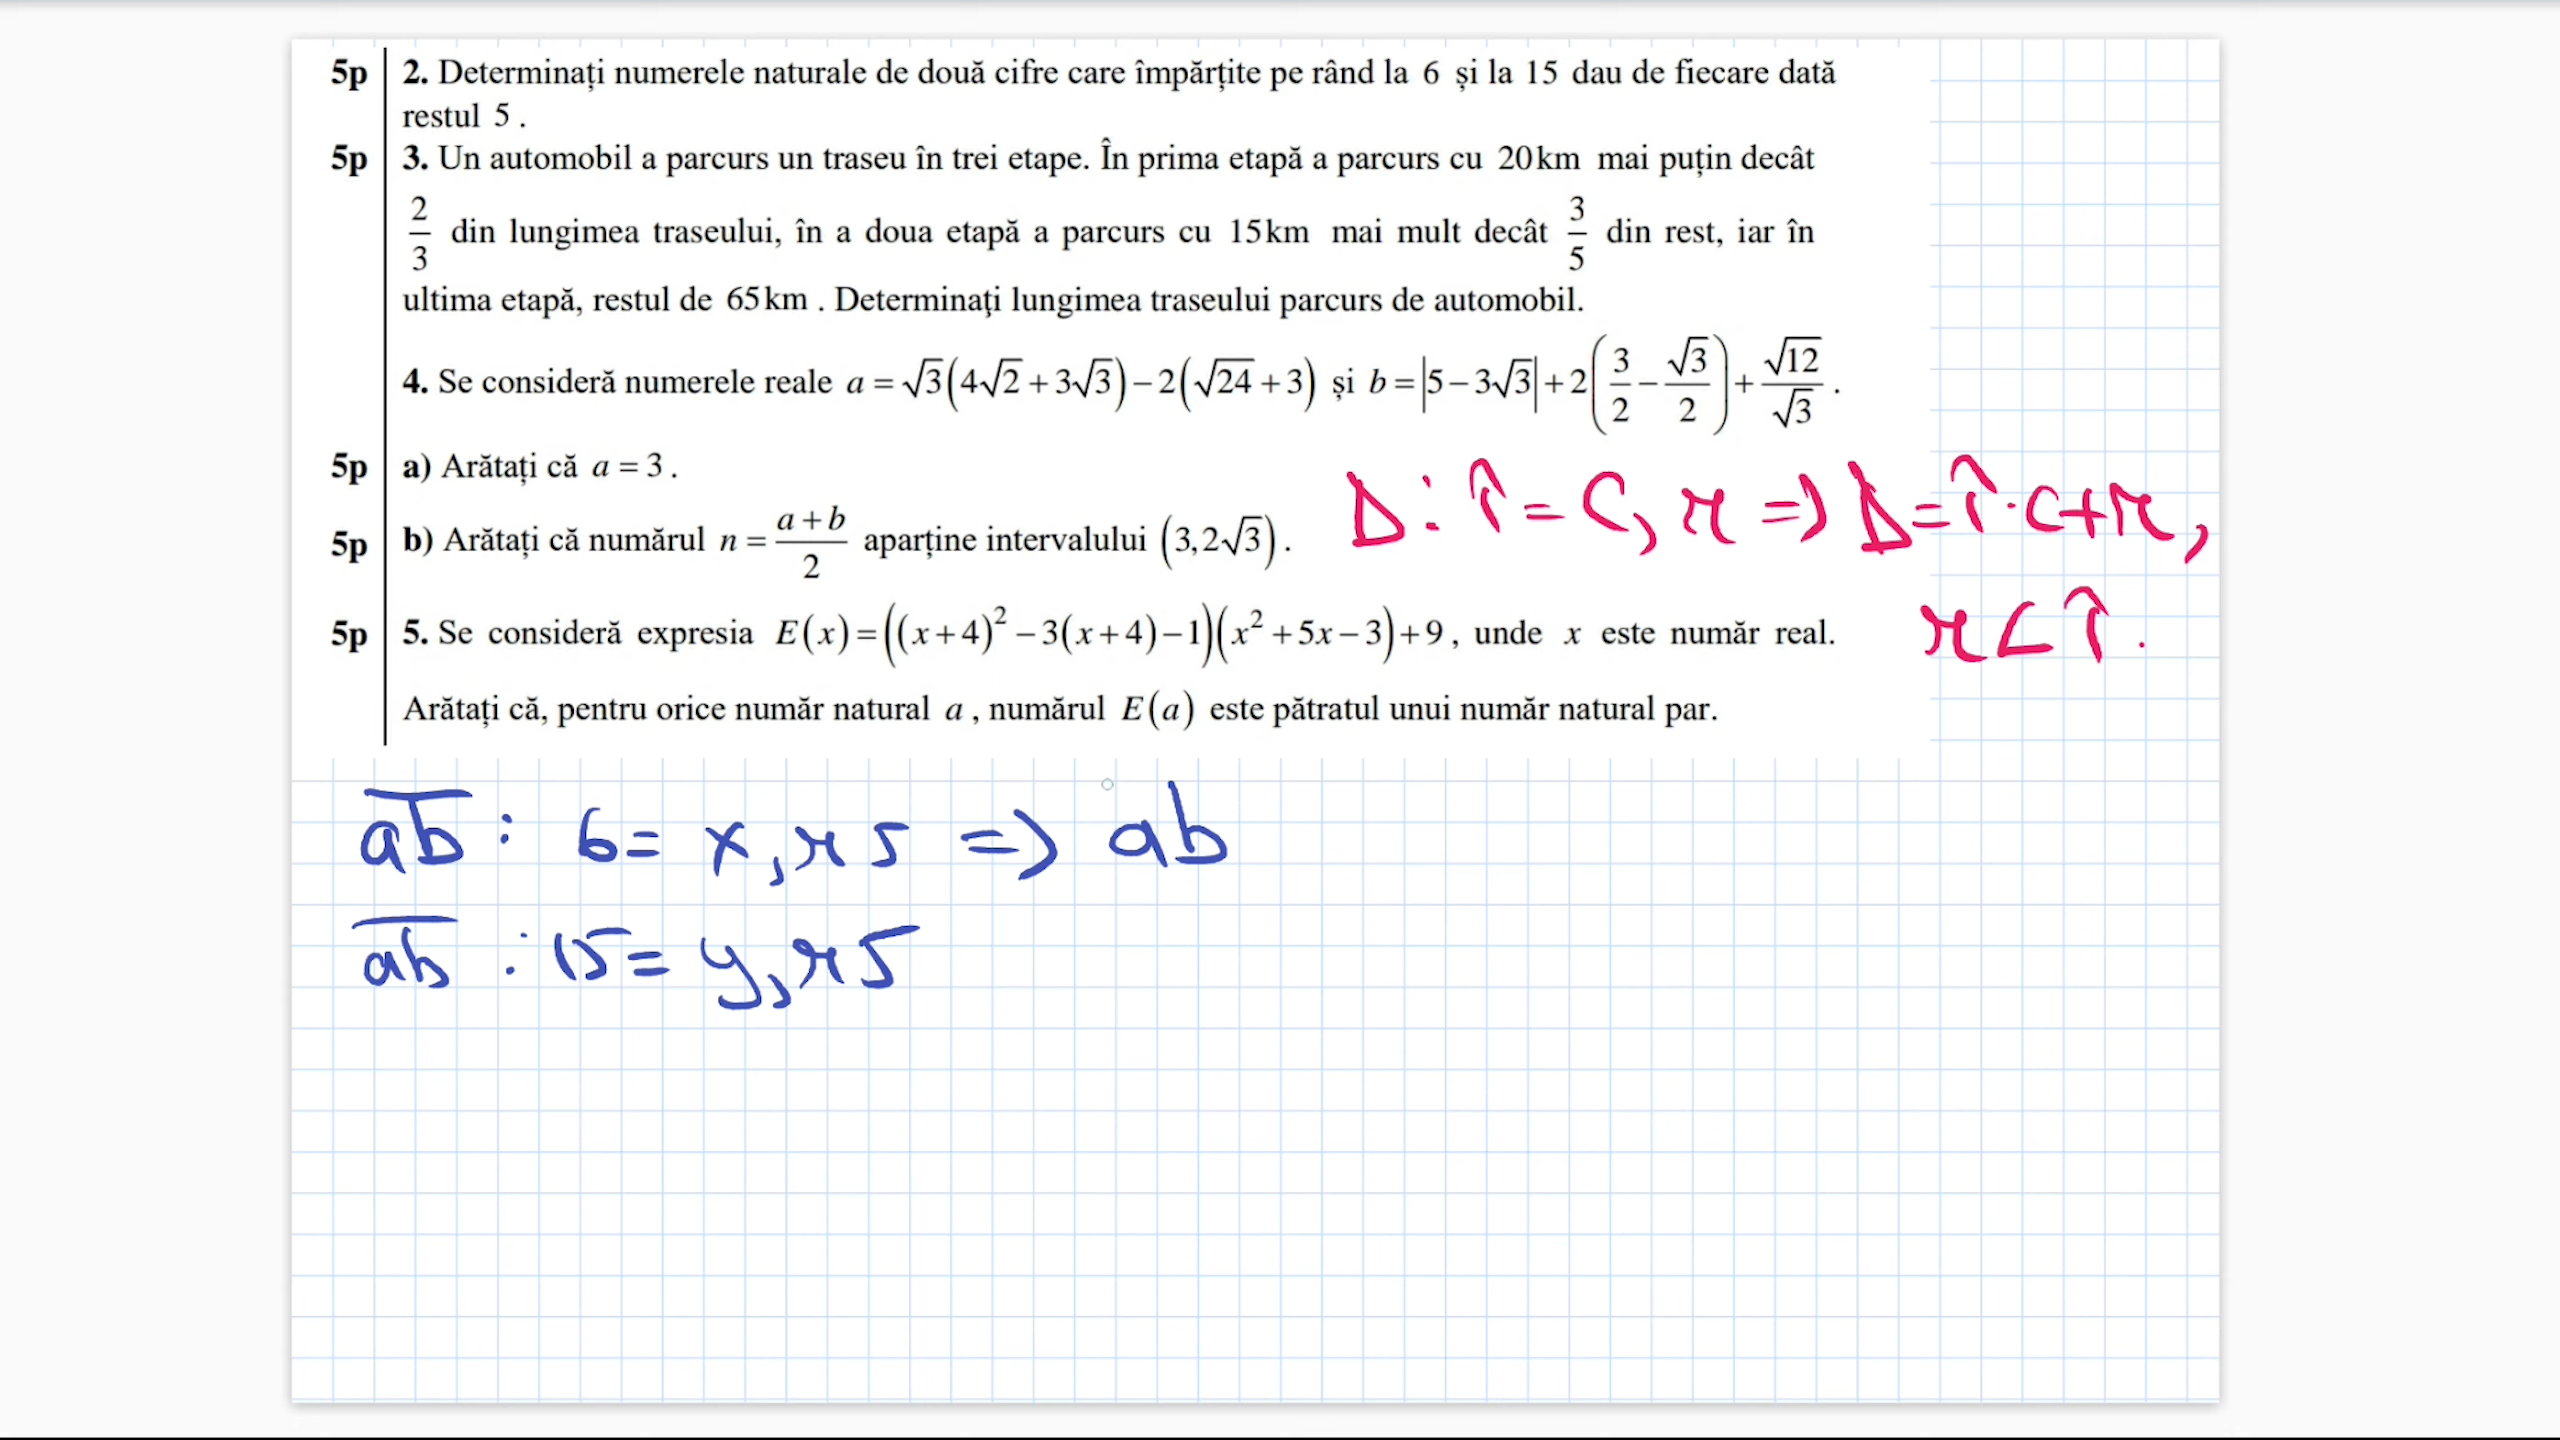 5p 2. Determinați numerele naturale de două cifre care împărțite pe rând la 6 și la 15 dau de fiecare dată
restul 5 .
5p 3. Un automobil a parcurs un traseu în trei etape. În prima etapă a parcurs cu 20 km mai puțin decât
2/3 din lungimea traseului, în a doua etapă a parcurs cu 15 km mai mult decât 3/5 din rest, iar în
ultima etapă, restul de 65 km . Determinați lungimea traseului parcurs de automobil.
4. Se consideră numerele reale a = √3(4√2 + 3√3) − 2(√24 + 3) și b = |5 − 3√3| + 2(3/2 − √3/2) + √12/√3 .
5p a) Arătați că a = 3 .
5p b) Arătați că numărul n = (a + b)/2 aparține intervalului (3, 2√3) .
D : Î = C, r => D = Î · C + r,
r < Î .
5p 5. Se consideră expresia E(x) = ((x + 4)² − 3(x + 4) − 1)(x² + 5x − 3) + 9 , unde x este număr real.
Arătați că, pentru orice număr natural a , numărul E(a) este pătratul unui număr natural par.
a̅b̅ : 6 = x, r 5 => ab
a̅b̅ : 15 = y, r 5